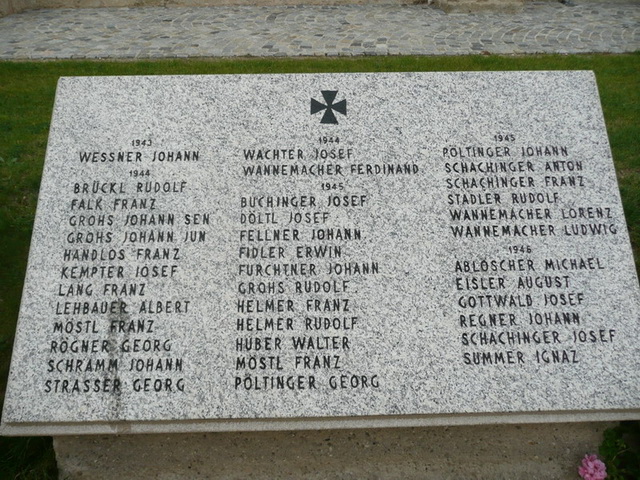 1943
WESSNER JOHANN
1944
BRÜCKL RUDOLF
FALK FRANZ
GROHS JOHANN SEN
GROHS JOHANN JUN
HANDLOS FRANZ
KEMPTER JOSEF
LANG FRANZ
LEHBAUER ALBERT
MÖSTL FRANZ
RÖGNER GEORG
SCHRAMM JOHANN
STRASSER GEORG
1944
WACHTER JOSEF
WANNEMACHER FERDINAND
1945
BUCHINGER JOSEF
DÖLTL JOSEF
FELLNER JOHANN
FIDLER ERWIN
FURCHTNER JOHANN
GROHS RUDOLF
HELMER FRANZ
HELMER RUDOLF
HUBER WALTER
MÖSTL FRANZ
PÖLTINGER GEORG
1945
PÖLTINGER JOHANN
SCHACHINGER ANTON
SCHACHINGER FRANZ
STADLER RUDOLF
WANNEMACHER LORENZ
WANNEMACHER LUDWIG
1946
ABLÖSCHER MICHAEL
EISLER AUGUST
GOTTWALD JOSEF
REGNER JOHANN
SCHACHINGER JOSEF
SUMMER IGNAZ